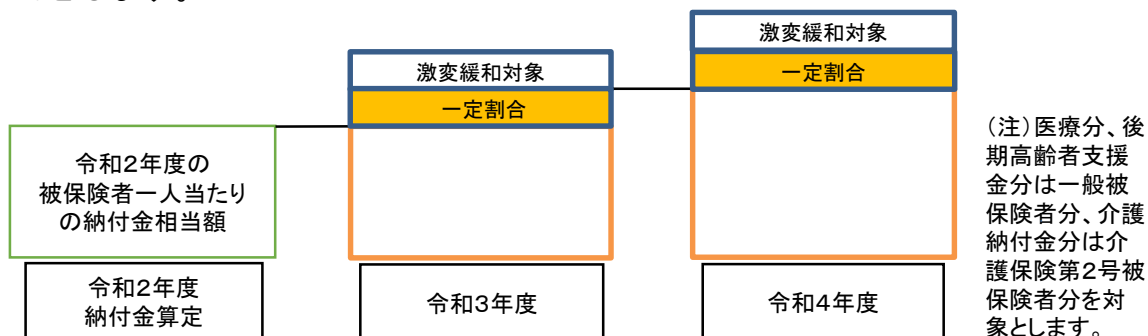 激変緩和対象
一定割合
激変緩和対象
一定割合
令和2年度の
被保険者一人当たり
の納付金相当額
令和2年度
納付金算定
令和3年度
令和4年度
（注）医療分、後
期高齢者支援
金分は一般被
保険者分、介護
納付金分は介
護保険第2号被
保険者分を対
象とします。